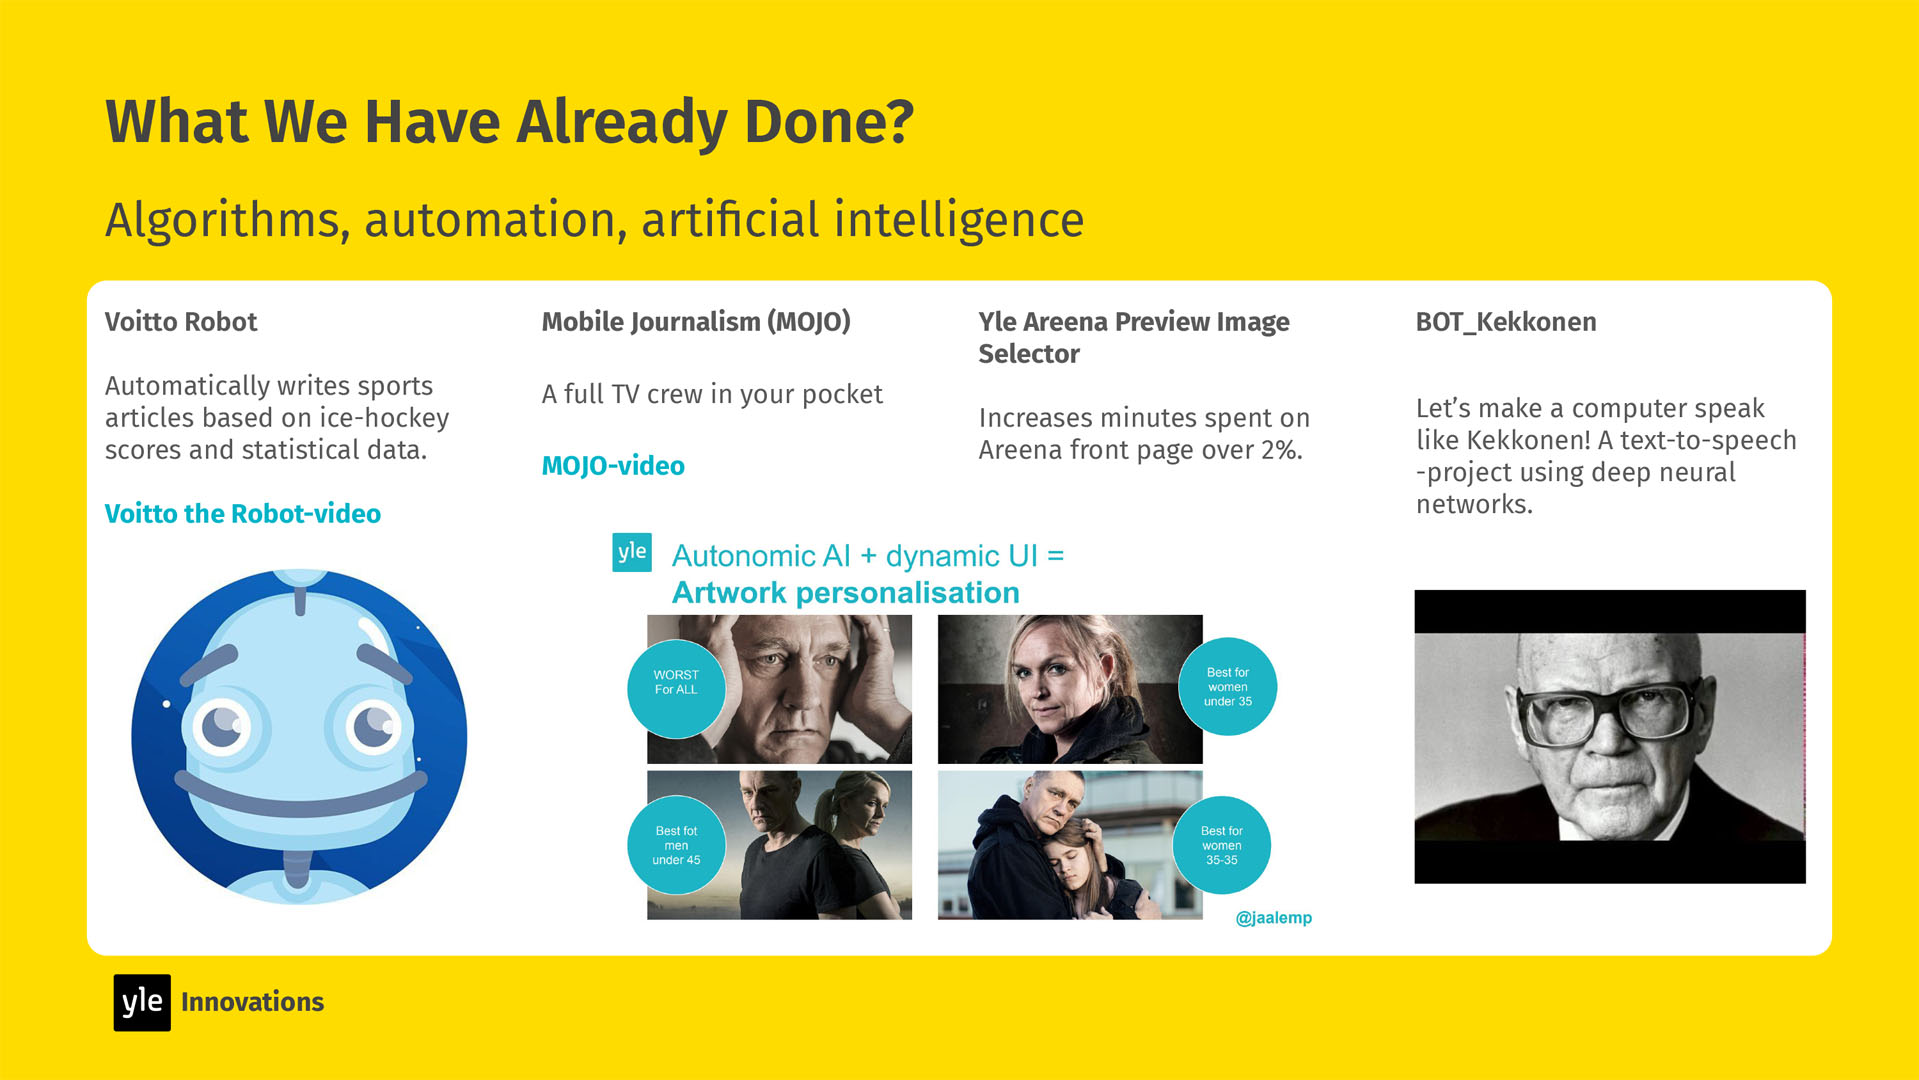 What We Have Already Done?
Algorithms, automation, artificial intelligence
Voitto Robot
Automatically writes sports
articles based on ice-hockey
scores and statistical data.
Voitto the Robot-video
Mobile Journalism (MOJO)
A full TV crew in your pocket
MOJO-video
Yle Areena Preview Image
Selector
Increases minutes spent on
Areena front page over 2%.
BOT_Kekkonen
Let’s make a computer speak
like Kekkonen! A text-to-speech
-project using deep neural
networks.
yle
Autonomic AI + dynamic UI =
Artwork personalisation
WORST
For ALL
Best for
women
under 35
Best fot
men
under 45
Best for
women
35-35
@jaalemp
yle Innovations